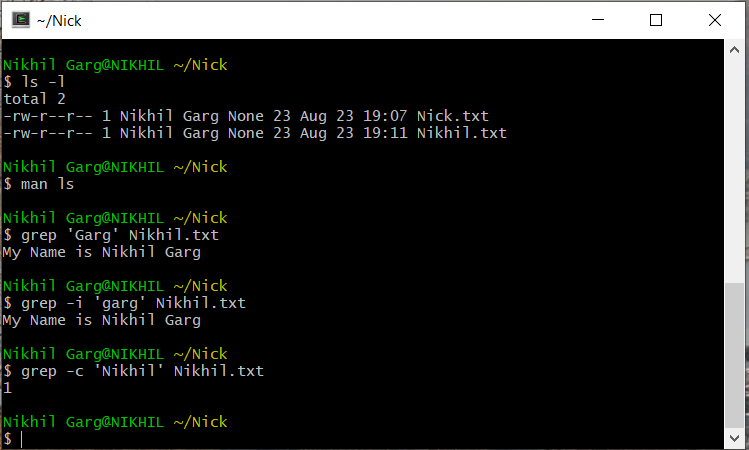 ~/Nick
Nikhil Garg@NIKHIL ~/Nick
$ ls -l
total 2
-rw-r--r-- 1 Nikhil Garg None 23 Aug 23 19:07 Nick.txt
-rw-r--r-- 1 Nikhil Garg None 23 Aug 23 19:11 Nikhil.txt
Nikhil Garg@NIKHIL ~/Nick
$ man ls
Nikhil Garg@NIKHIL ~/Nick
$ grep 'Garg' Nikhil.txt
My Name is Nikhil Garg
Nikhil Garg@NIKHIL ~/Nick
$ grep -i 'garg' Nikhil.txt
My Name is Nikhil Garg
Nikhil Garg@NIKHIL ~/Nick
$ grep -c 'Nikhil' Nikhil.txt
1
Nikhil Garg@NIKHIL ~/Nick
$